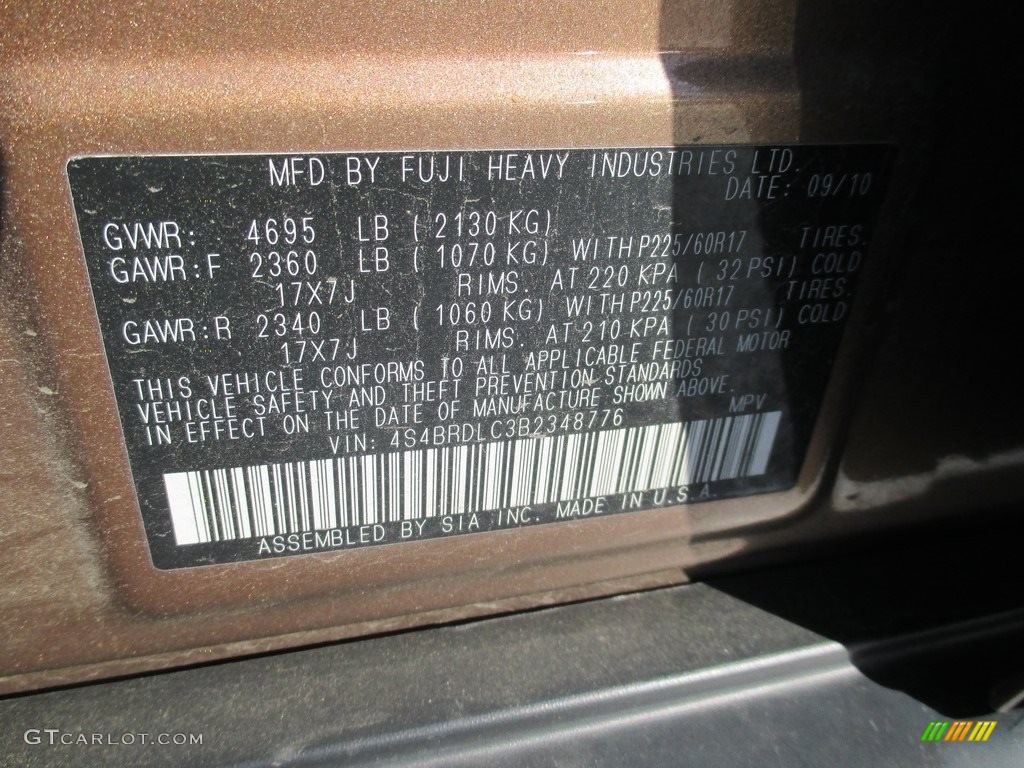 MFD BY FUJI HEAVY INDUSTRIES LTD.
DATE: 09/10
GVWR: 4695 LB ( 2130 KG)
GAWR:F 2360 LB ( 1070 KG) WITH P225/60R17 TIRES.
17X7J RIMS. AT 220 KPA ( 32 PSI) COLD
GAWR:R 2340 LB ( 1060 KG) WITH P225/60R17 TIRES.
17X7J RIMS. AT 210 KPA ( 30 PSI) COLD
THIS VEHICLE CONFORMS TO ALL APPLICABLE FEDERAL MOTOR
VEHICLE SAFETY AND THEFT PREVENTION STANDARDS
IN EFFECT ON THE DATE OF MANUFACTURE SHOWN ABOVE.
VIN: 4S4BRDLC3B2348776 MPV
ASSEMBLED BY SIA INC. MADE IN U.S.A.
GTCARLOT.COM